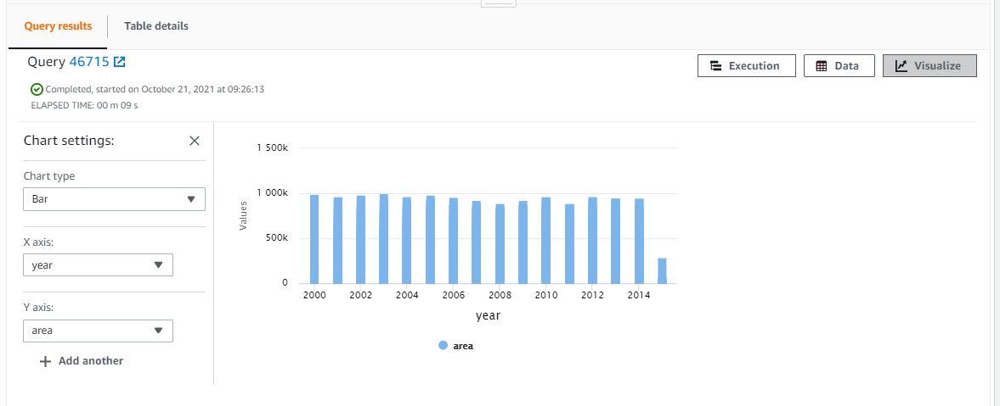 Query results Table details
Query 46715
Execution Data Visualize
Completed, started on October 21, 2021 at 09:26:13
ELAPSED TIME: 00 m 09 s
Chart settings:
Chart type
Bar
X axis:
year
Y axis:
area
Add another
1 500k
1 000k
500k
0
Values
2000 2002 2004 2006 2008 2010 2012 2014
year
area